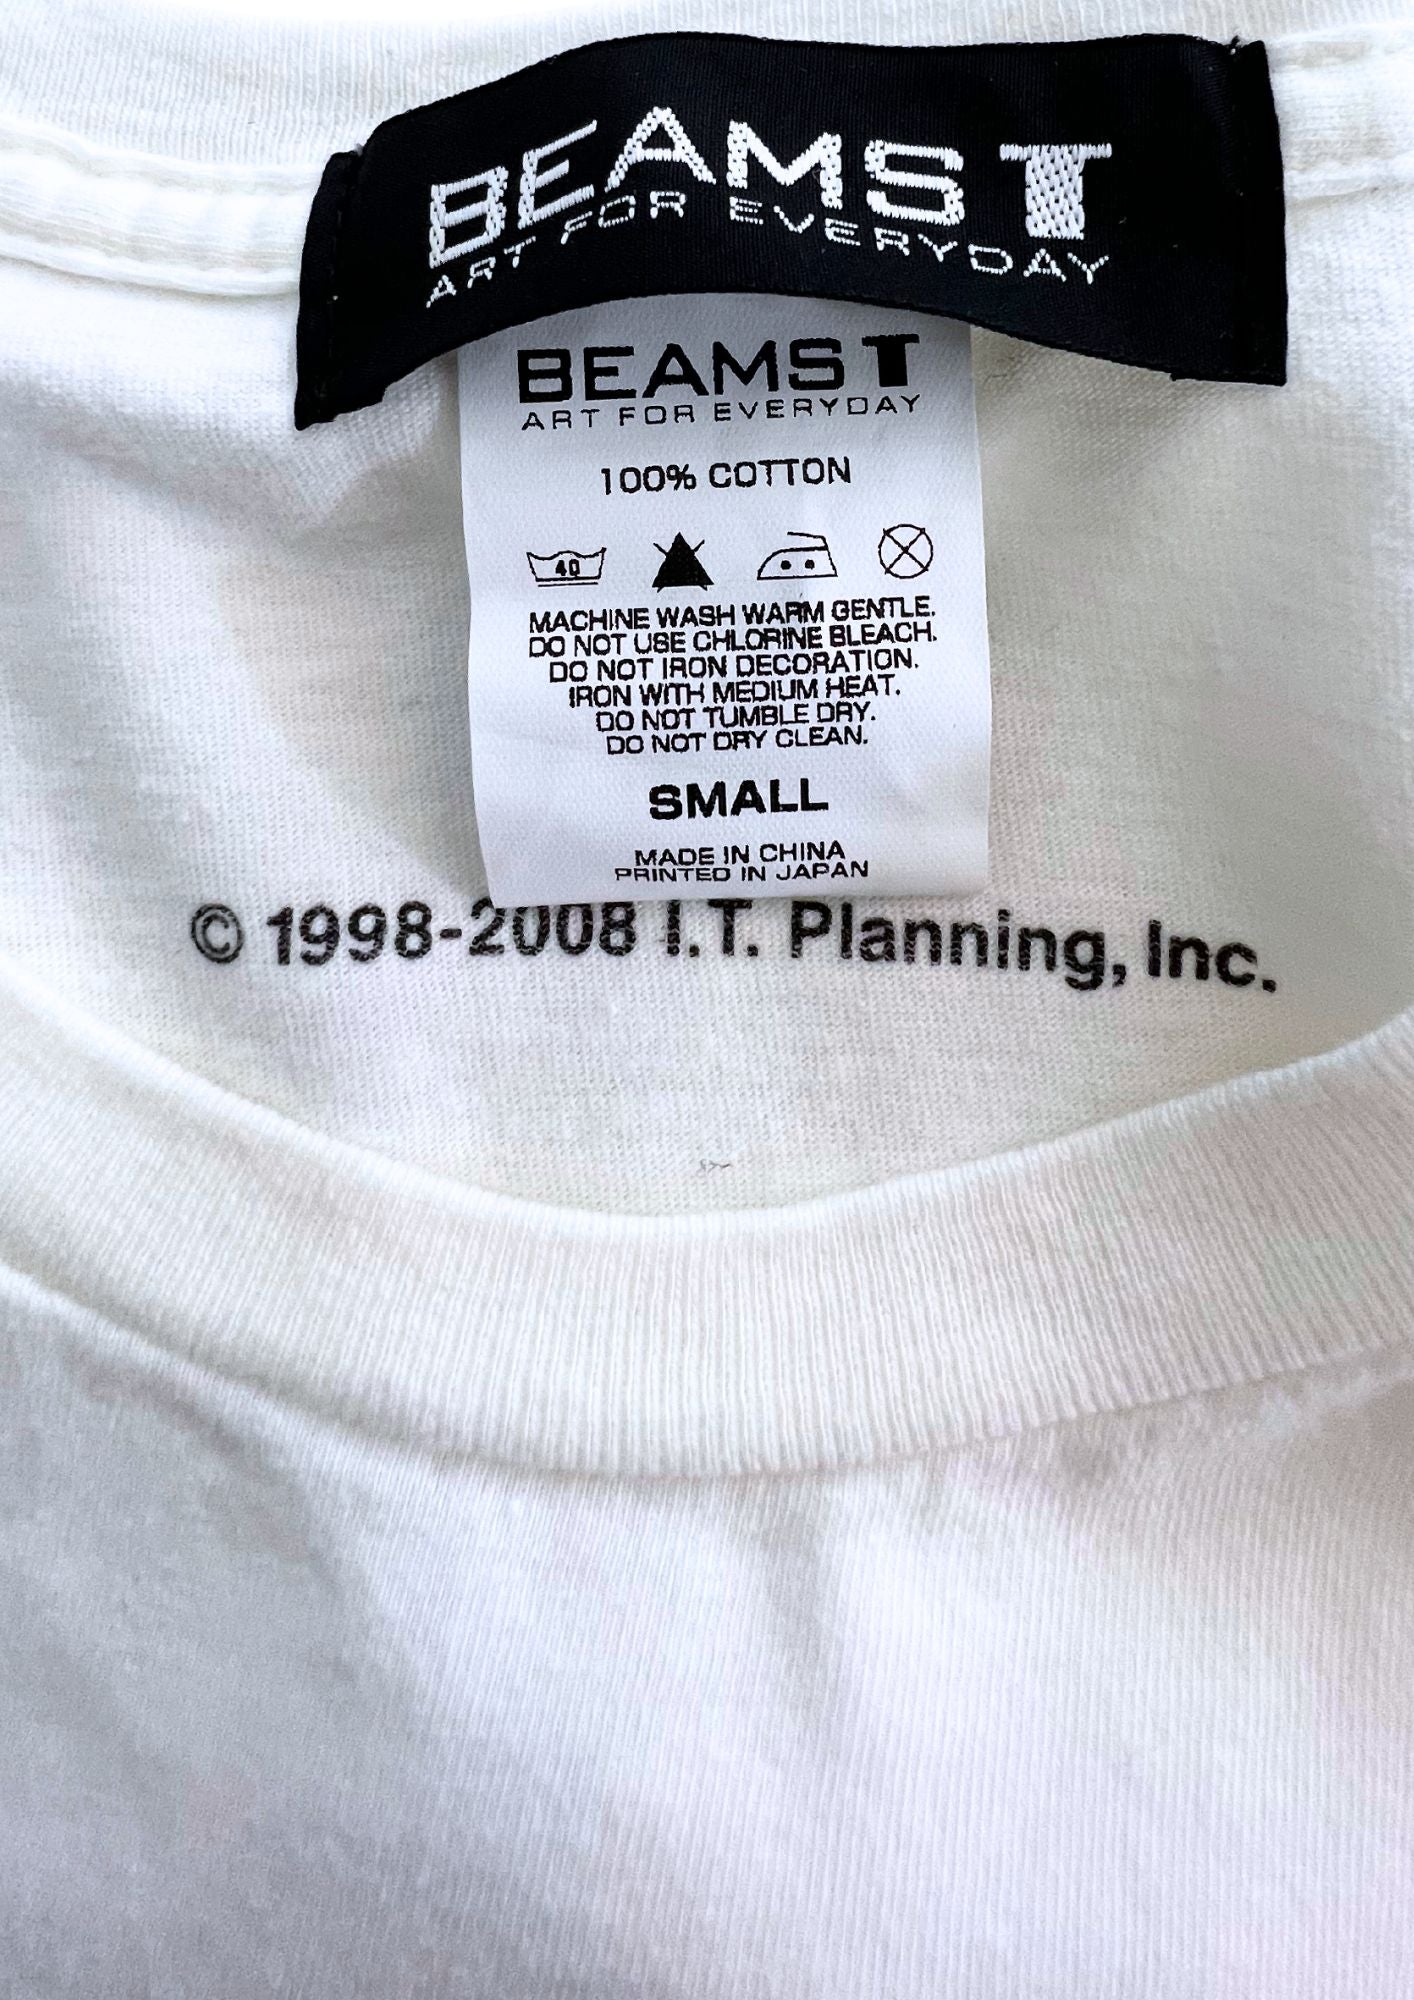 BEAMS T
ART FOR EVERYDAY
BEAMS T
ART FOR EVERYDAY
100% COTTON
40
MACHINE WASH WARM GENTLE.
DO NOT USE CHLORINE BLEACH.
DO NOT IRON DECORATION.
IRON WITH MEDIUM HEAT.
DO NOT TUMBLE DRY.
DO NOT DRY CLEAN.
SMALL
MADE IN CHINA
PRINTED IN JAPAN
© 1998-2008 I.T. Planning, Inc.